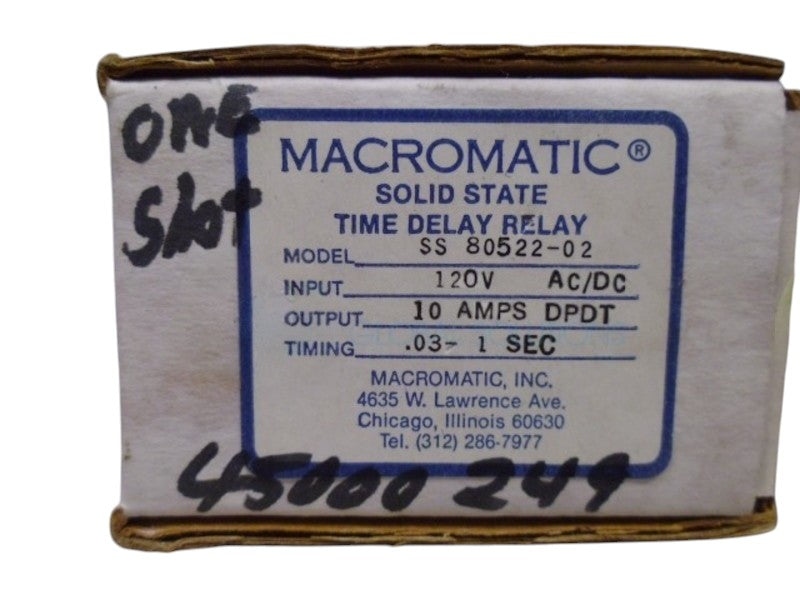 ONE
Shot
MACROMATIC®
SOLID STATE
TIME DELAY RELAY
MODEL SS 80522-02
INPUT 120V AC/DC
OUTPUT 10 AMPS DPDT
TIMING .03- 1 SEC
MACROMATIC, INC.
4635 W. Lawrence Ave.
Chicago, Illinois 60630
Tel. (312) 286-7977
45000 249